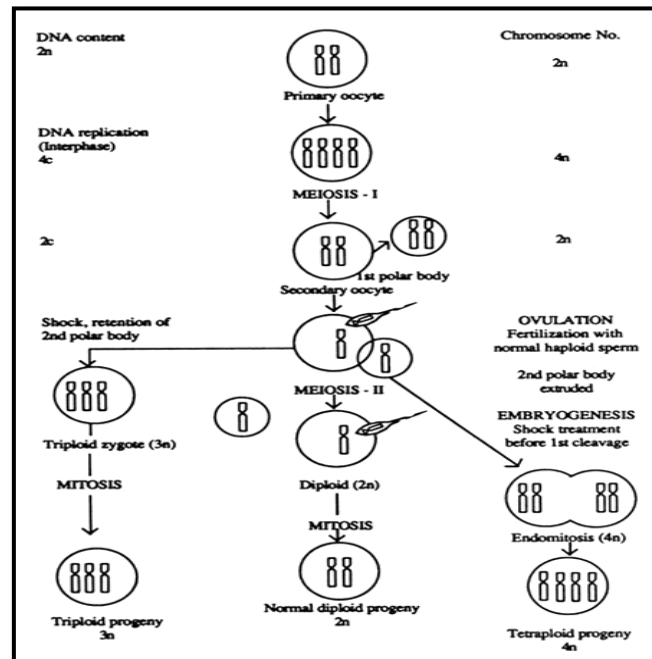 DNA content
2n
Chromosome No.
2n
Primary oocyte
DNA replication
(Interphase)
4c
4n
MEIOSIS - I
2c
2n
1st polar body
Secondary oocyte
Shock, retention of
2nd polar body
OVULATION
Fertilization with
normal haploid sperm
2nd polar body
extruded
MEIOSIS - II
EMBRYOGENESIS
Shock treatment
before 1st cleavage
Triploid zygote (3n)
MITOSIS
Diploid (2n)
MITOSIS
Endomitosis (4n)
Triploid progeny
3n
Normal diploid progeny
2n
Tetraploid progeny
4n